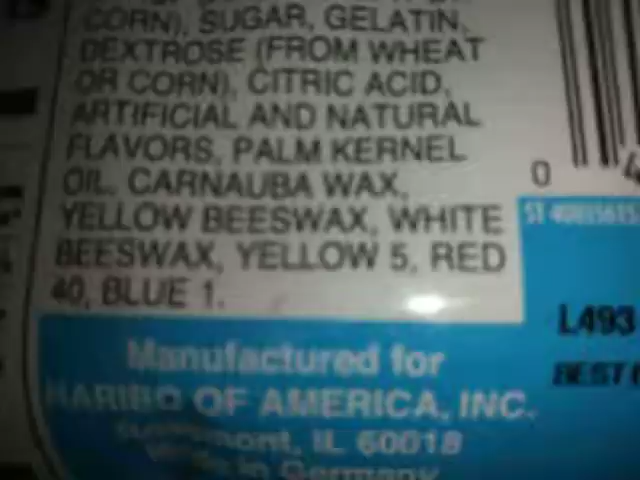 CORN), SUGAR, GELATIN,
DEXTROSE (FROM WHEAT
OR CORN), CITRIC ACID,
ARTIFICIAL AND NATURAL
FLAVORS, PALM KERNEL
OIL, CARNAUBA WAX,
YELLOW BEESWAX, WHITE
BEESWAX, YELLOW 5, RED
40, BLUE 1.
0
L493
BEST
Manufactured for
HARIBO OF AMERICA, INC.
IL 60018
Made in Germany